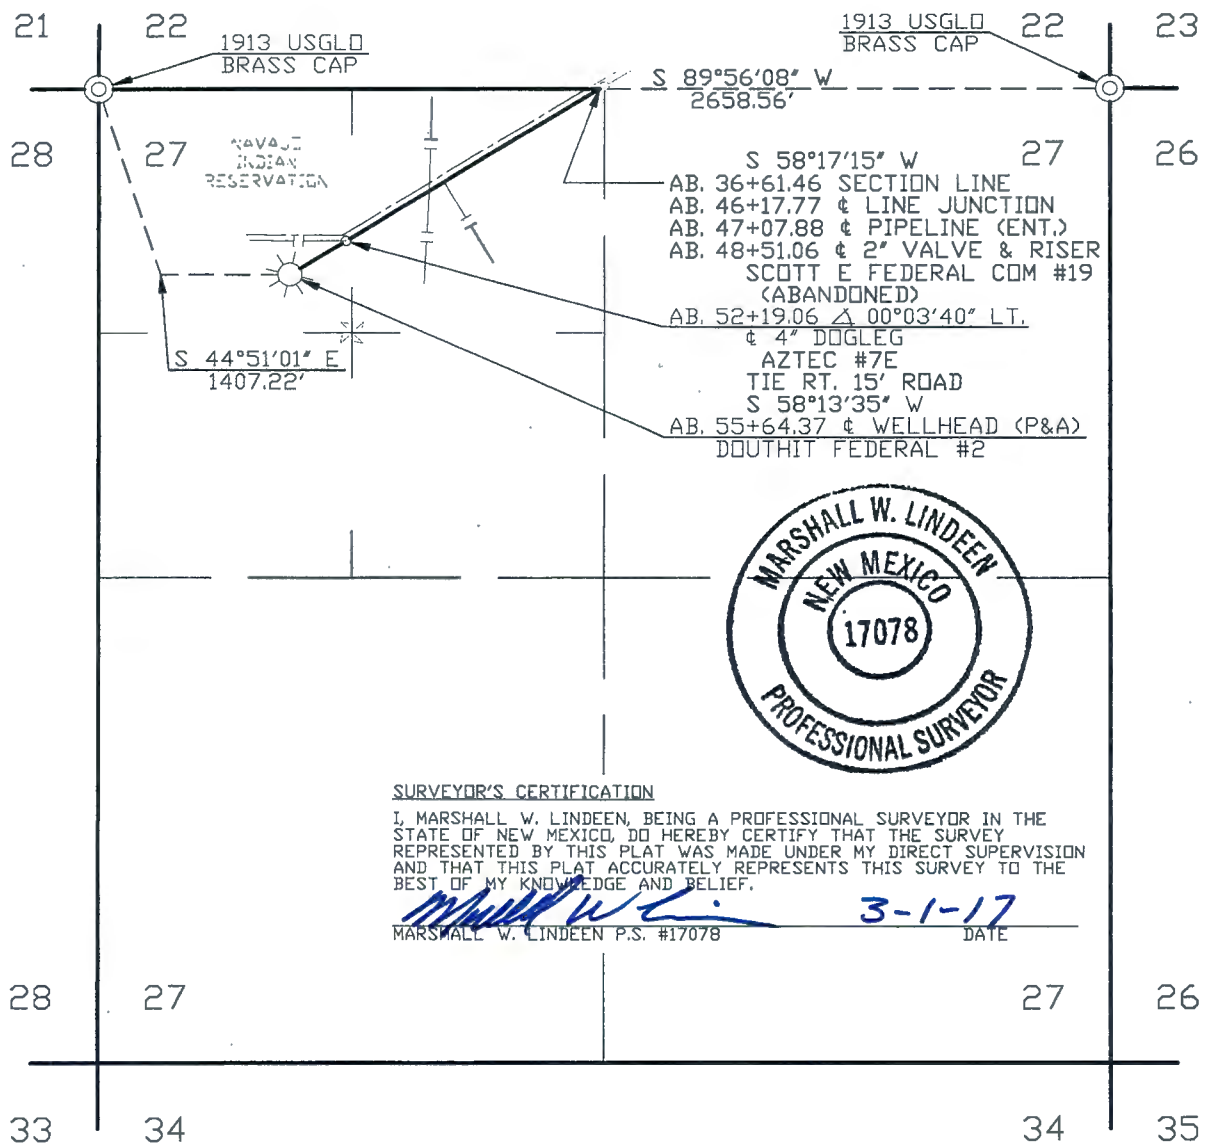 21 22
1913 USGLO
BRASS CAP
1913 USGLO
BRASS CAP
22 23
S 89°56'08" W
2658.56'
28 27
NAVAJO
INDIAN
RESERVATION
27 26
S 58°17'15" W
AB. 36+61.46 SECTION LINE
AB. 46+17.77 ℄ LINE JUNCTION
AB. 47+07.88 ℄ PIPELINE (ENT.)
AB. 48+51.06 ℄ 2" VALVE & RISER
SCOTT E FEDERAL COM #19
(ABANDONED)
AB. 52+19.06 △ 00°03'40" LT.
℄ 4" DOGLEG
AZTEC #7E
TIE RT. 15' ROAD
S 58°13'35" W
AB. 55+64.37 ℄ WELLHEAD (P&A)
DOUTHIT FEDERAL #2
S 44°51'01" E
1407.22'
MARSHALL W. LINDEEN
NEW MEXICO
17078
PROFESSIONAL SURVEYOR
SURVEYOR'S CERTIFICATION
I, MARSHALL W. LINDEEN, BEING A PROFESSIONAL SURVEYOR IN THE
STATE OF NEW MEXICO, DO HEREBY CERTIFY THAT THE SURVEY
REPRESENTED BY THIS PLAT WAS MADE UNDER MY DIRECT SUPERVISION
AND THAT THIS PLAT ACCURATELY REPRESENTS THIS SURVEY TO THE
BEST OF MY KNOWLEDGE AND BELIEF.
3-1-17
MARSHALL W. LINDEEN P.S. #17078 DATE
28 27
27 26
33 34
34 35